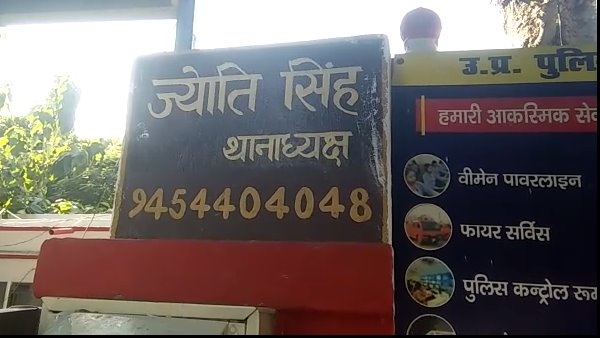 ज्योति सिंह
थानाध्यक्ष
9454404048
उ.प्र.
हमारी आकस्मिक
वीमेन पावरलाइन
फायर सर्विस
पुलिस कन्ट्रोल